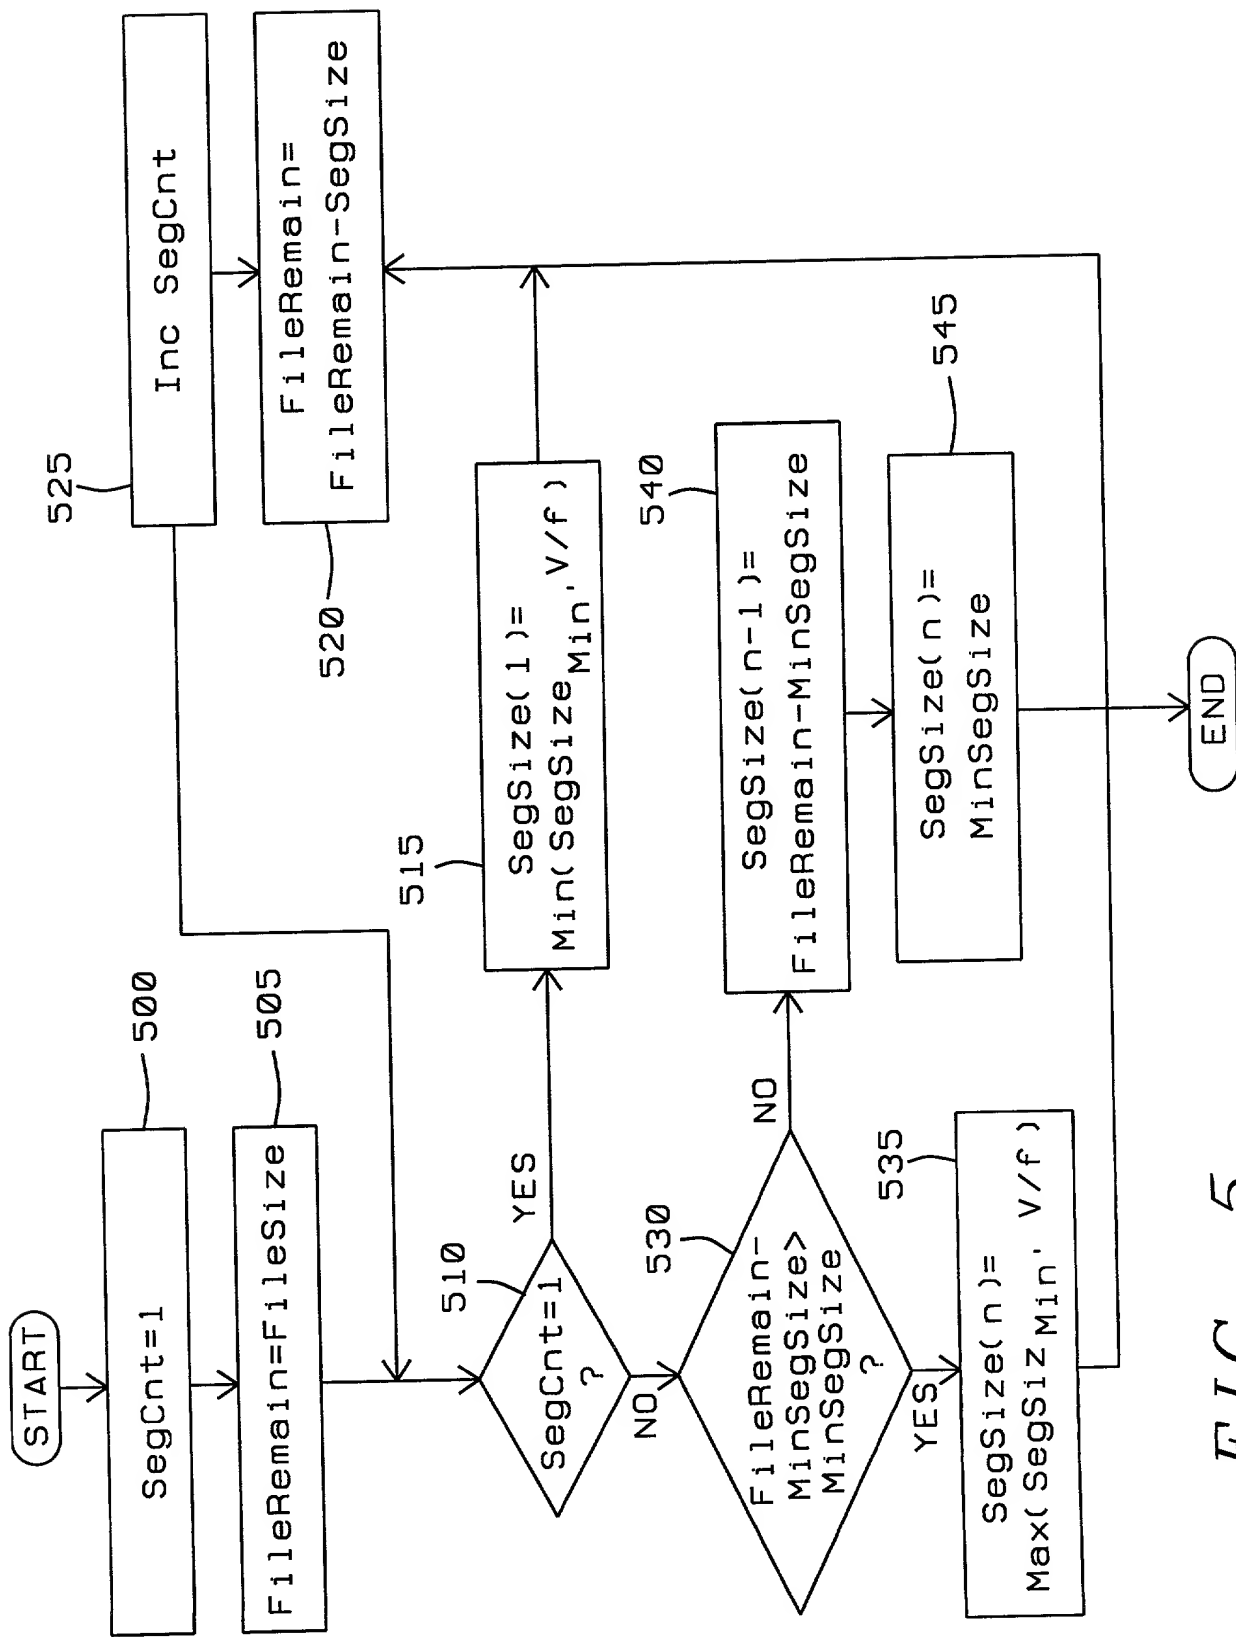 START
SegCnt=1
500
FileRemain=FileSize
505
SegCnt=1
?
510
YES
NO
SegSize(1)=
Min(SegSizeMin' V/f)
515
FileRemain=
FileRemain-SegSize
520
Inc SegCnt
525
FileRemain-
MinSegSize>
MinSegSize
?
530
NO
YES
SegSize(n)=
Max(SegSizMin' V/f)
535
SegSize(n-1)=
FileRemain-MinSegSize
540
SegSize(n)=
MinSegSize
545
END
FIG. 5